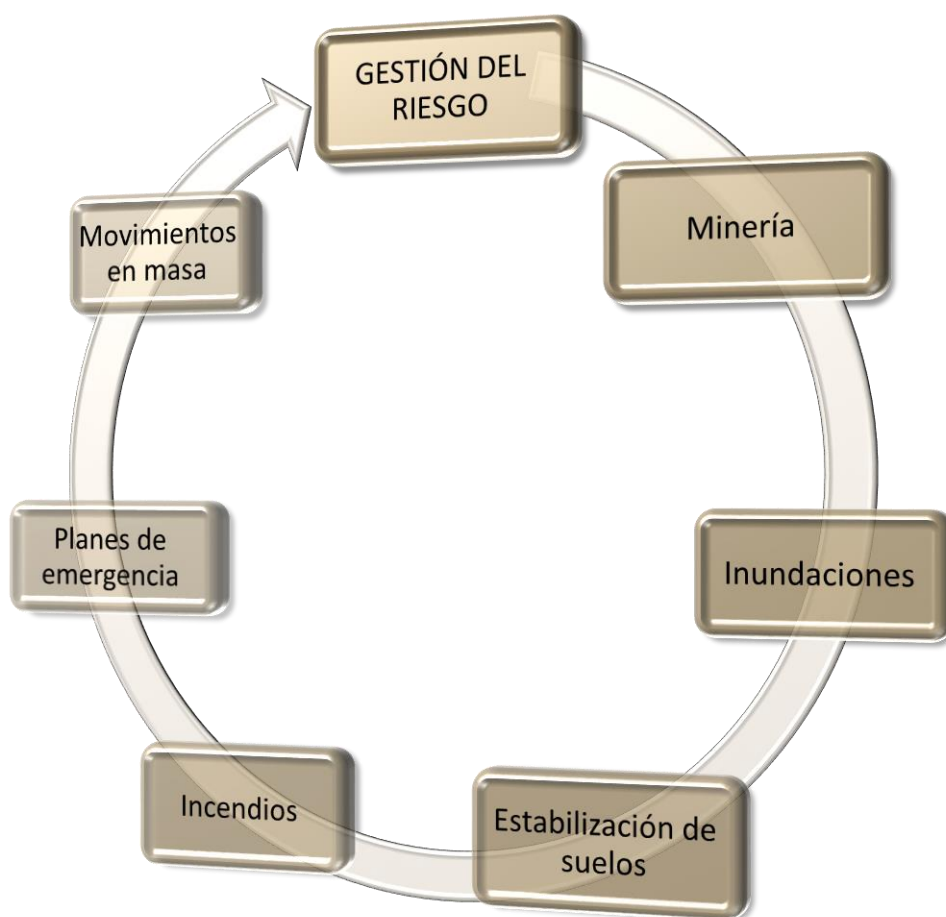 GESTIÓN DEL
RIESGO
Minería
Inundaciones
Estabilización de
suelos
Incendios
Planes de
emergencia
Movimientos
en masa